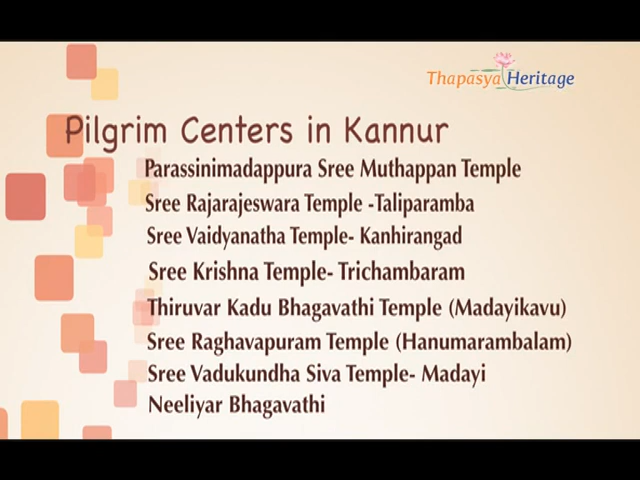 Thapasya Heritage
Pilgrim Centers in Kannur
Parassinimadappura Sree Muthappan Temple
Sree Rajarajeswara Temple -Taliparamba
Sree Vaidyanatha Temple- Kanhirangad
Sree Krishna Temple- Trichambaram
Thiruvar Kadu Bhagavathi Temple (Madayikavu)
Sree Raghavapuram Temple (Hanumarambalam)
Sree Vadukundha Siva Temple- Madayi
Neeliyar Bhagavathi